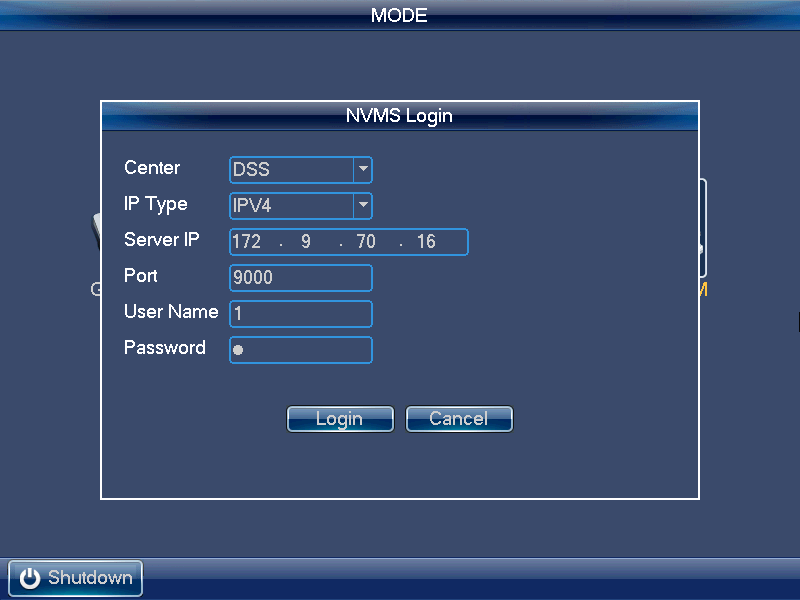 MODE
NVMS Login
Center DSS
IP Type IPV4
Server IP 172 . 9 . 70 . 16
Port 9000
User Name 1
Password ●
G
M
Login Cancel
Shutdown